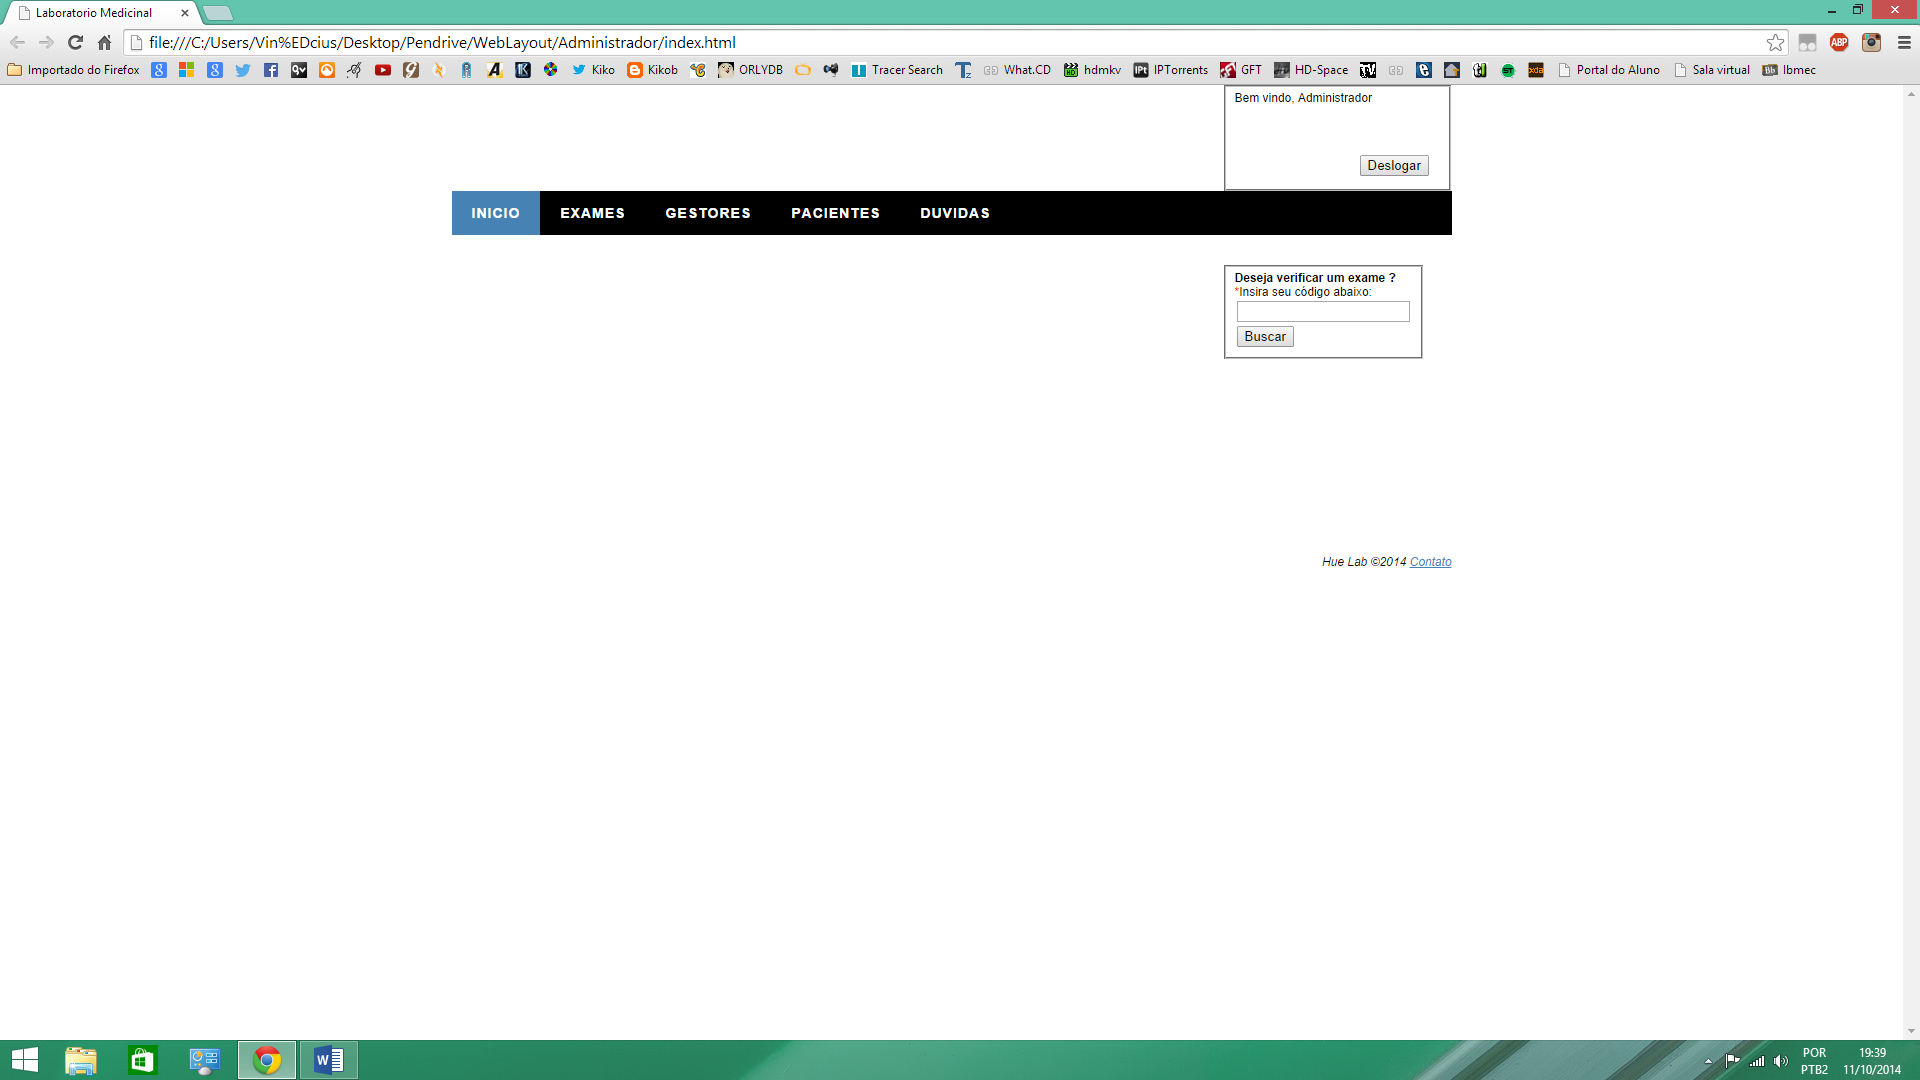 Laboratorio Medicinal
file:///C:/Users/Vin%EDcius/Desktop/Pendrive/WebLayout/Administrador/index.html
ABP
Importado do Firefox Kiko Kikob ORLYDB Tracer Search What.CD hdmkv IPTorrents GFT HD-Space Portal do Aluno Sala virtual Ibmec
Bem vindo, Administrador
Deslogar
INICIO EXAMES GESTORES PACIENTES DUVIDAS
Deseja verificar um exame ?
*Insira seu código abaixo:
Buscar
Hue Lab ©2014 Contato
POR 19:39
PTB2 11/10/2014